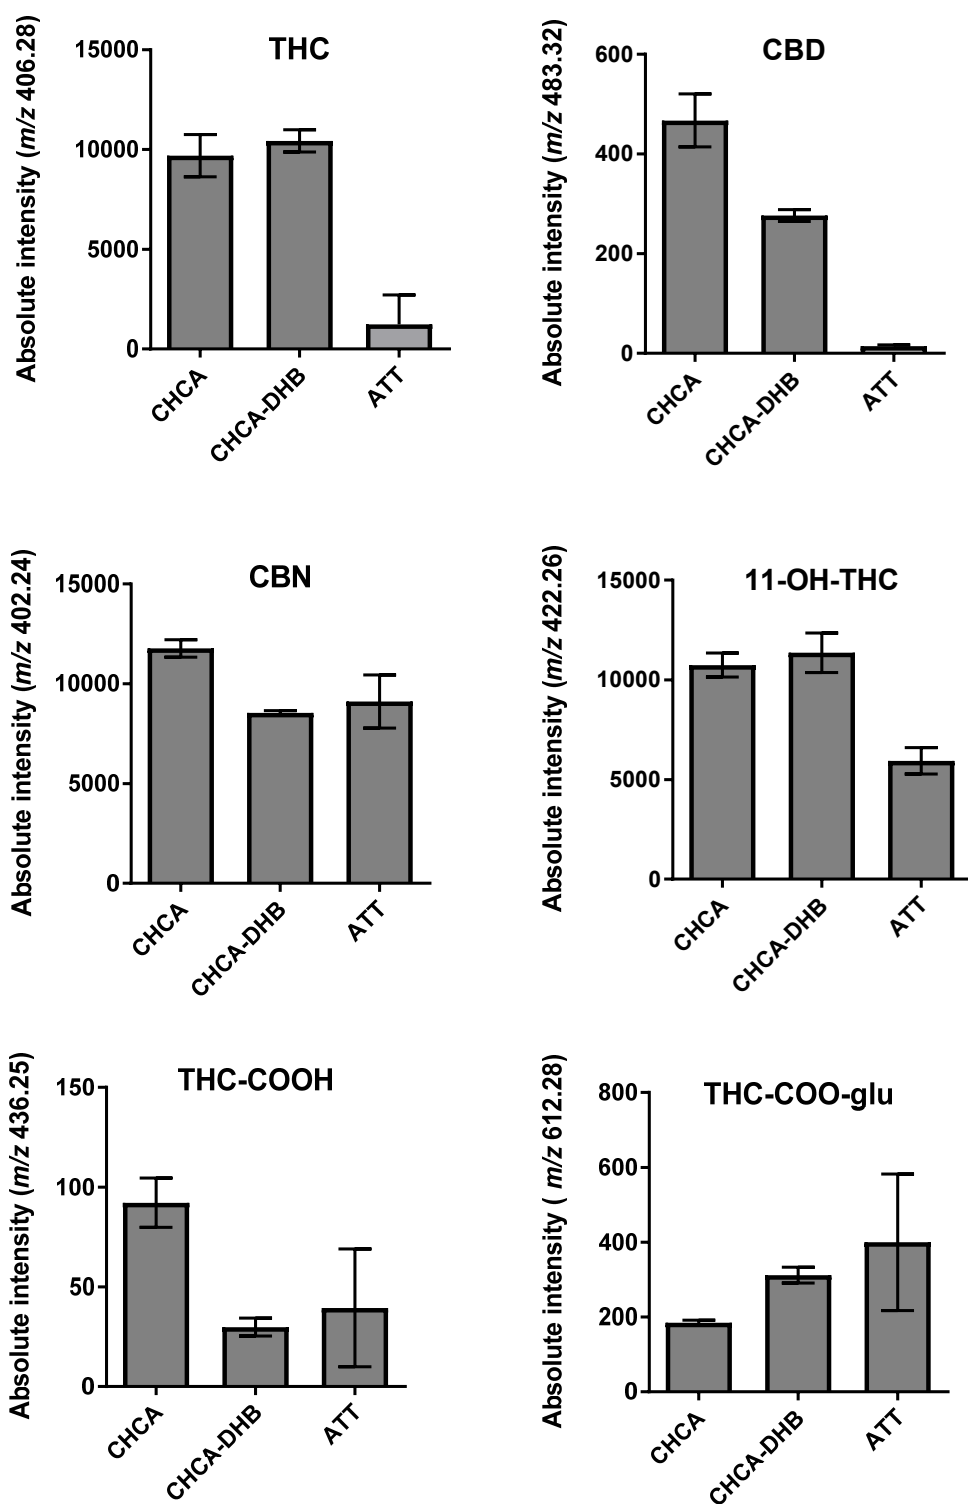 THC
Absolute intensity (m/z 406.28)
15000
10000
5000
0
CHCA
CHCA-DHB
ATT
CBD
Absolute intensity (m/z 483.32)
600
400
200
0
CHCA
CHCA-DHB
ATT
CBN
Absolute intensity (m/z 402.24)
15000
10000
5000
0
CHCA
CHCA-DHB
ATT
11-OH-THC
Absolute intensity (m/z 422.26)
15000
10000
5000
0
CHCA
CHCA-DHB
ATT
THC-COOH
Absolute intensity (m/z 436.25)
150
100
50
0
CHCA
CHCA-DHB
ATT
THC-COO-glu
Absolute intensity ( m/z 612.28)
800
600
400
200
0
CHCA
CHCA-DHB
ATT